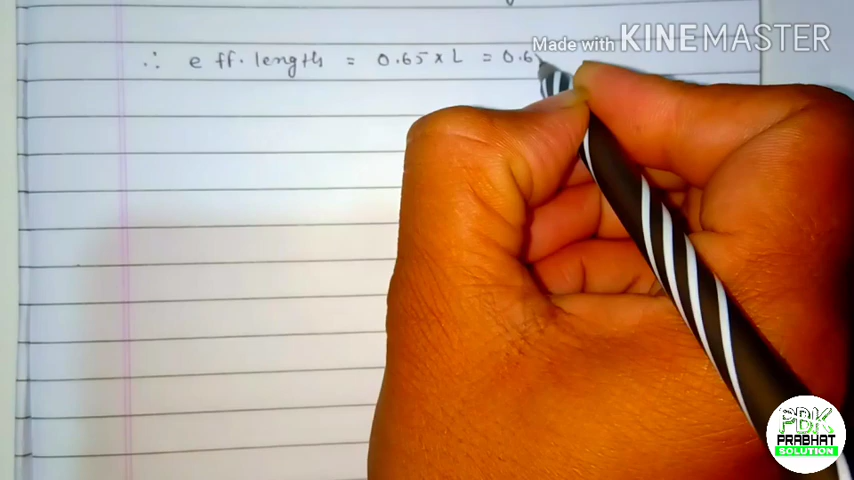 Made with KINEMASTER
∴ eff. length = 0.65 x L = 0.6
PBK
PRABHAT
SOLUTION